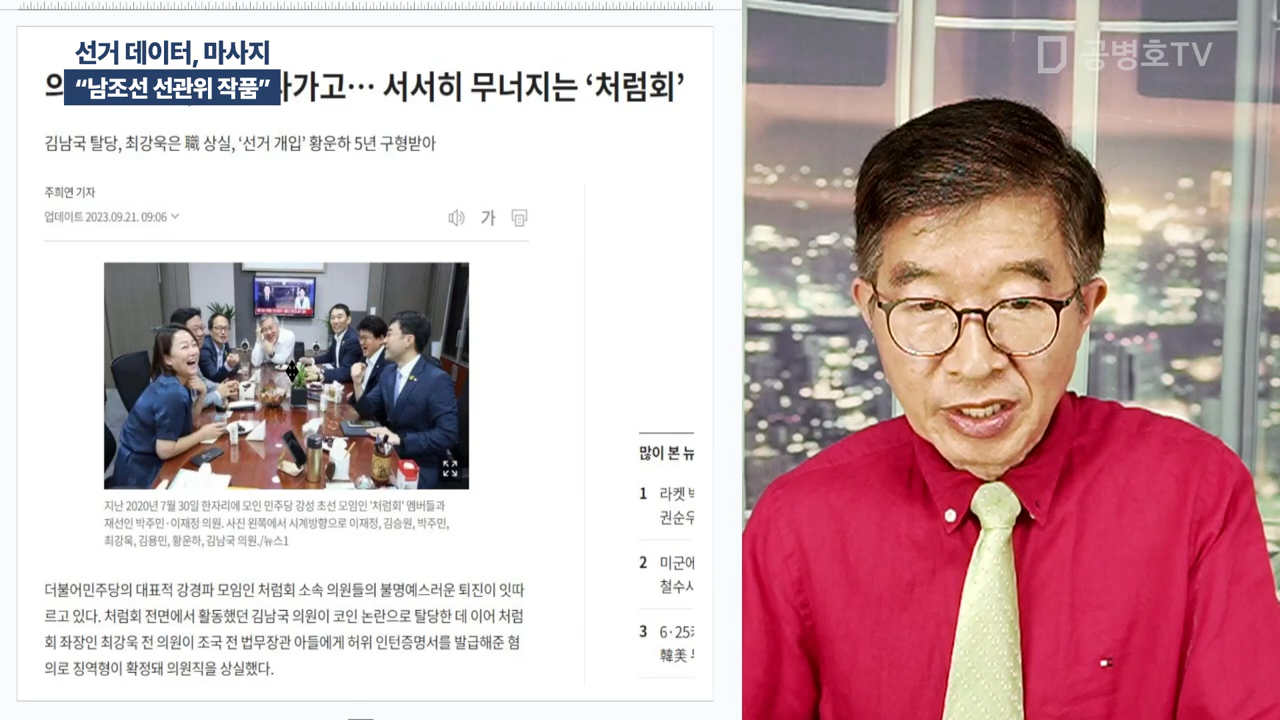 선거 데이터, 마사지
“남조선 선관위 작품”
의 나가고… 서서히 무너지는 ‘처럼회’
김남국 탈당, 최강욱은 職 상실, ‘선거 개입’ 황운하 5년 구형받아
주희연 기자
업데이트 2023.09.21. 09:06
가
지난 2020년 7월 30일 한자리에 모인 민주당 강성 초선 모임인 '처럼회' 멤버들과
재선인 박주민·이재정 의원. 사진 왼쪽에서 시계방향으로 이재정, 김승원, 박주민,
최강욱, 김용민, 황운하, 김남국 의원./뉴스1
더불어민주당의 대표적 강경파 모임인 처럼회 소속 의원들의 불명예스러운 퇴진이 잇따
르고 있다. 처럼회 전면에서 활동했던 김남국 의원이 코인 논란으로 탈당한 데 이어 처럼
회 좌장인 최강욱 전 의원이 조국 전 법무장관 아들에게 허위 인턴증명서를 발급해준 혐
의로 징역형이 확정돼 의원직을 상실했다.
많이 본 뉴
1 라켓
권순우
2 미군에
철수시
3 6·25
韓美
공병호TV